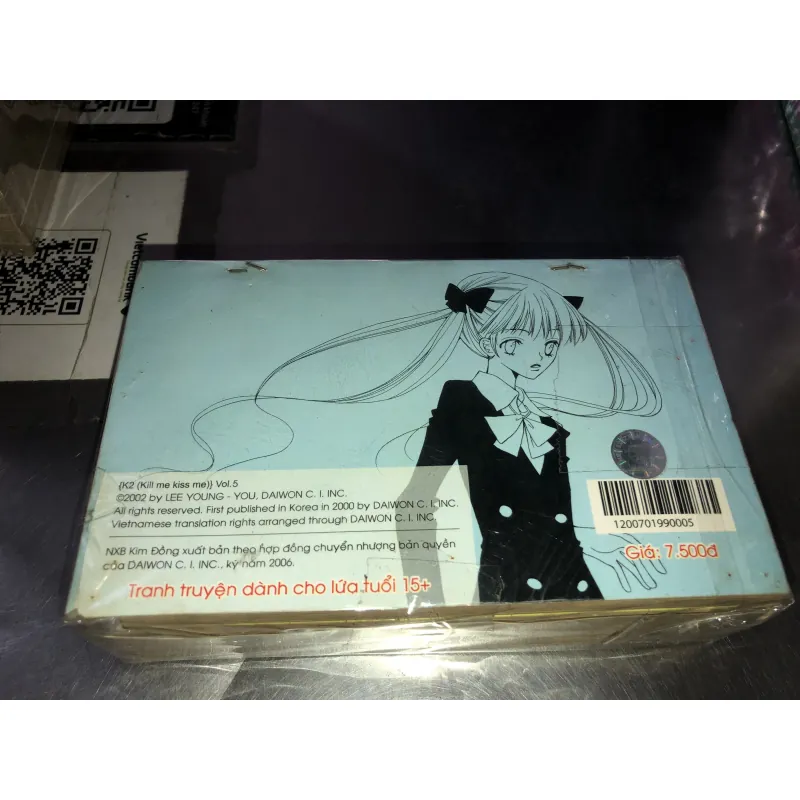 Vietcombank
{K2 (Kill me kiss me)} Vol.5
©2002 by LEE YOUNG - YOU, DAIWON C. I. INC.
All rights reserved. First published in Korea in 2000 by DAIWON C. I. INC.
Vietnamese translation rights arranged through DAIWON C. I. INC.
NXB Kim Đồng xuất bản theo hợp đồng chuyển nhượng bản quyền
của DAIWON C. I. INC., ký năm 2006.
Tranh truyện dành cho lứa tuổi 15+
1200701990005
Giá: 7.500đ